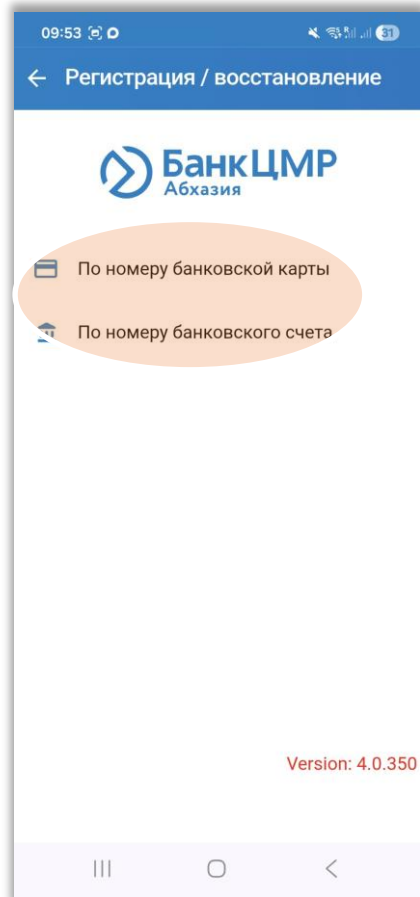 09:53
31
Регистрация / восстановление
БанкЦМР
Абхазия
По номеру банковской карты
По номеру банковского счета
Version: 4.0.350